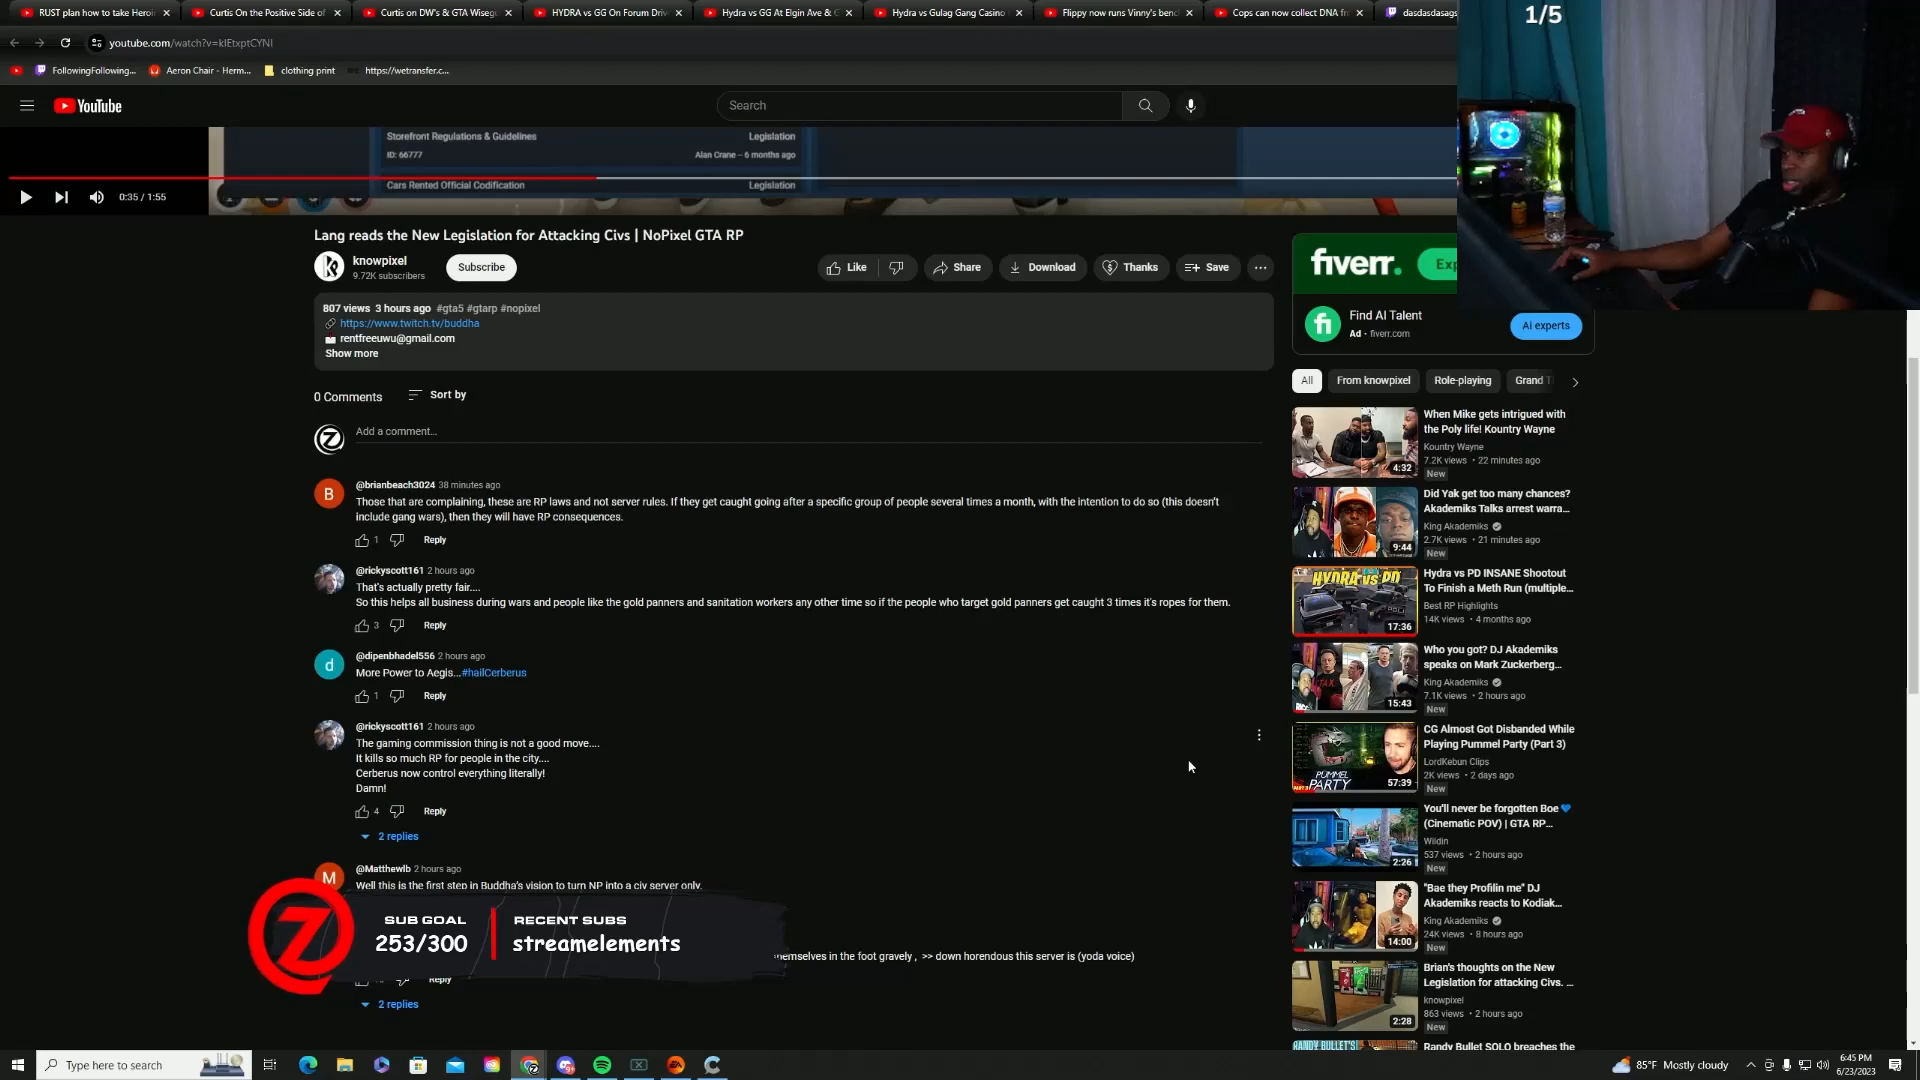 RUST plan how to take Heroi
Curtis On the Positive Side of
Curtis on DW's & GTA Wisegu
HYDRA vs GG On Forum Driv
Hydra vs GG At Elgin Ave & G
Hydra vs Gulag Gang Casino
Flippy now runs Vinny's benc
Cops can now collect DNA fr
dasdasdasags
1/5
youtube.com/watch?v=kIEtxptCYNI
FollowingFollowing...
Aeron Chair - Herm...
clothing print
https://wetransfer.c...
YouTube
Search
Storefront Regulations & Guidelines
Legislation
ID: 66777
Alan Crane – 6 months ago
Cars Rented Official Codification
Legislation
0:35 / 1:55
Lang reads the New Legislation for Attacking Civs | NoPixel GTA RP
knowpixel
9.72K subscribers
Subscribe
Like
Share
Download
Thanks
Save
807 views 3 hours ago #gta5 #gtarp #nopixel
https://www.twitch.tv/buddha
rentfreeuwu@gmail.com
Show more
0 Comments
Sort by
Add a comment...
B
@brianbeach3024 38 minutes ago
Those that are complaining, these are RP laws and not server rules. If they get caught going after a specific group of people several times a month, with the intention to do so (this doesn't
include gang wars), then they will have RP consequences.
1
Reply
@rickyscott161 2 hours ago
That's actually pretty fair....
So this helps all business during wars and people like the gold panners and sanitation workers any other time so if the people who target gold panners get caught 3 times it's ropes for them.
3
Reply
d
@dipenbhadel556 2 hours ago
More Power to Aegis...#hailCerberus
1
Reply
@rickyscott161 2 hours ago
The gaming commission thing is not a good move....
It kills so much RP for people in the city....
Cerberus now control everything literally!
Damn!
4
Reply
2 replies
M
@Matthewlb 2 hours ago
Well this is the first step in Buddha's vision to turn NP into a civ server only.
SUB GOAL
253/300
RECENT SUBS
streamelements
hemselves in the foot gravely , >> down horendous this server is (yoda voice)
Reply
2 replies
fiverr.
Exp
Find AI Talent
Ad • fiverr.com
AI experts
All
From knowpixel
Role-playing
Grand T
4:32
When Mike gets intrigued with
the Poly life! Kountry Wayne
Kountry Wayne
7.2K views • 22 minutes ago
New
9:44
Did Yak get too many chances?
Akademiks Talks arrest warra...
King Akademiks
2.7K views • 21 minutes ago
New
HYDRA vs PD
17:36
Hydra vs PD INSANE Shootout
To Finish a Meth Run (multiple...
Best RP Highlights
14K views • 4 months ago
15:43
Who you got? DJ Akademiks
speaks on Mark Zuckerberg...
King Akademiks
7.1K views • 2 hours ago
New
PUMMEL
PARTY
57:39
CG Almost Got Disbanded While
Playing Pummel Party (Part 3)
LordKebun Clips
2K views • 2 days ago
New
2:26
You'll never be forgotten Boe
(Cinematic POV) | GTA RP...
Wildin
537 views • 2 hours ago
New
14:00
"Bae they Profilin me" DJ
Akademiks reacts to Kodiak...
King Akademiks
24K views • 8 hours ago
New
2:28
Brian's thoughts on the New
Legislation for attacking Civs. ...
knowpixel
863 views • 2 hours ago
New
RANDY BULLET'S
Randy Bullet SOLO breaches the
Type here to search
85°F Mostly cloudy
6:45 PM
6/23/2023